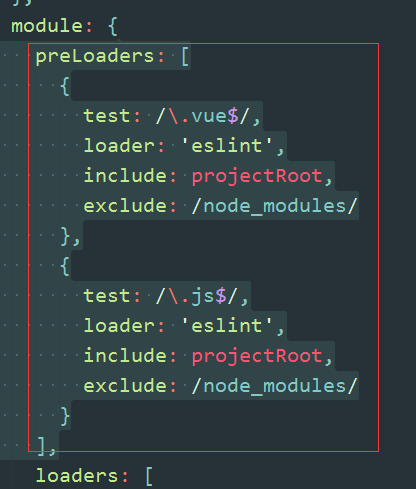 },
module: {
preLoaders: [
{
test: /\.vue$/,
loader: 'eslint',
include: projectRoot,
exclude: /node_modules/
},
{
test: /\.js$/,
loader: 'eslint',
include: projectRoot,
exclude: /node_modules/
}
],
loaders: [